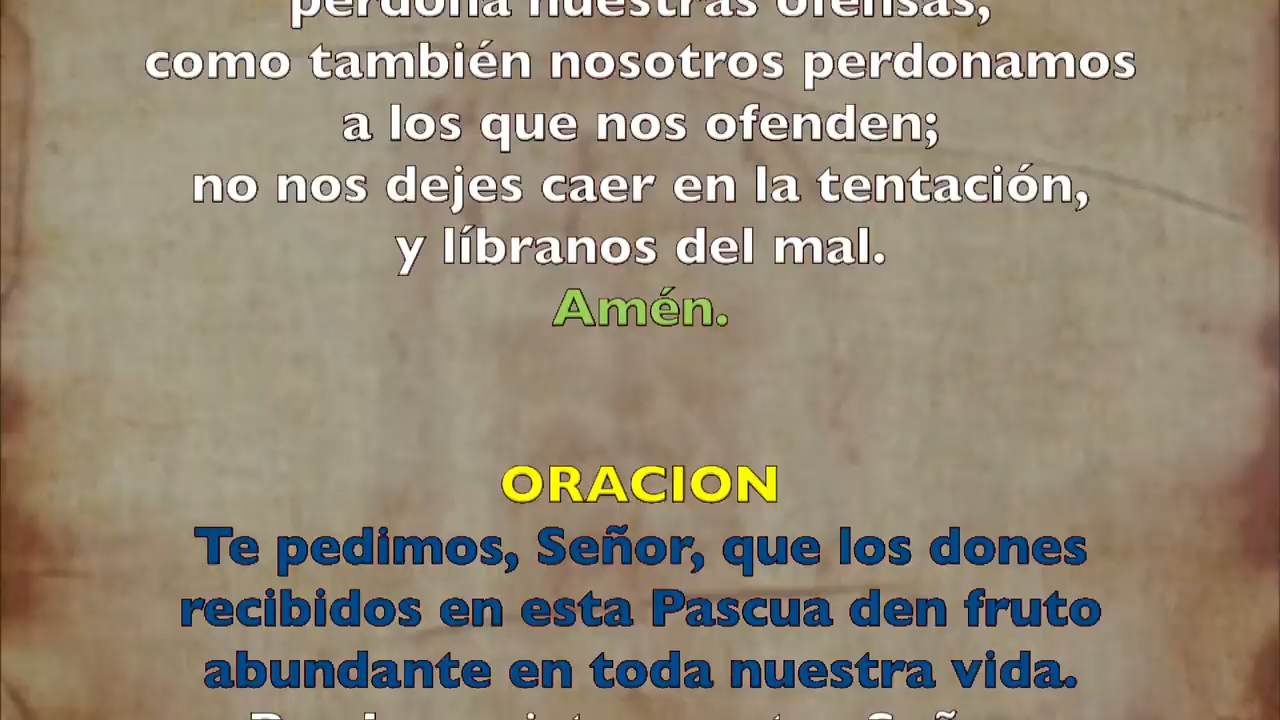 perdona nuestras ofensas,
como también nosotros perdonamos
a los que nos ofenden;
no nos dejes caer en la tentación,
y líbranos del mal.
Amén.
ORACION
Te pedimos, Señor, que los dones
recibidos en esta Pascua den fruto
abundante en toda nuestra vida.